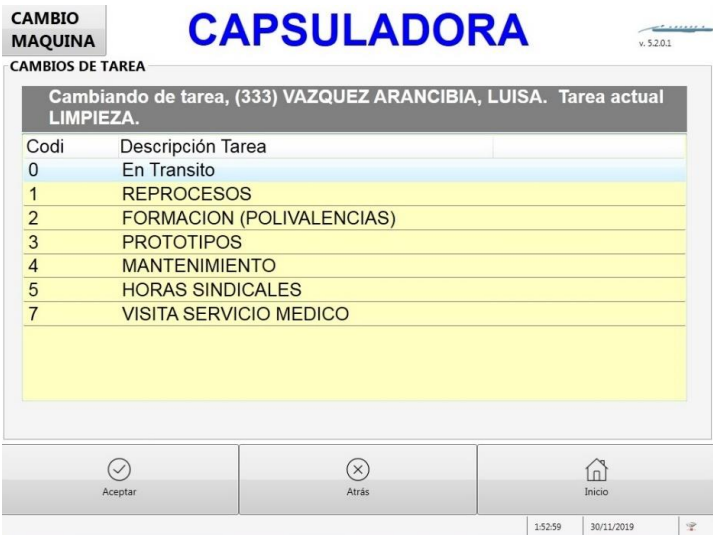 CAMBIO
MAQUINA
CAPSULADORA
v. 5.2.0.1
CAMBIOS DE TAREA
Cambiando de tarea, (333) VAZQUEZ ARANCIBIA, LUISA. Tarea actual
LIMPIEZA.
Codi Descripción Tarea
0 En Transito
1 REPROCESOS
2 FORMACION (POLIVALENCIAS)
3 PROTOTIPOS
4 MANTENIMIENTO
5 HORAS SINDICALES
7 VISITA SERVICIO MEDICO
Aceptar Atrás Inicio
1:52:59 30/11/2019